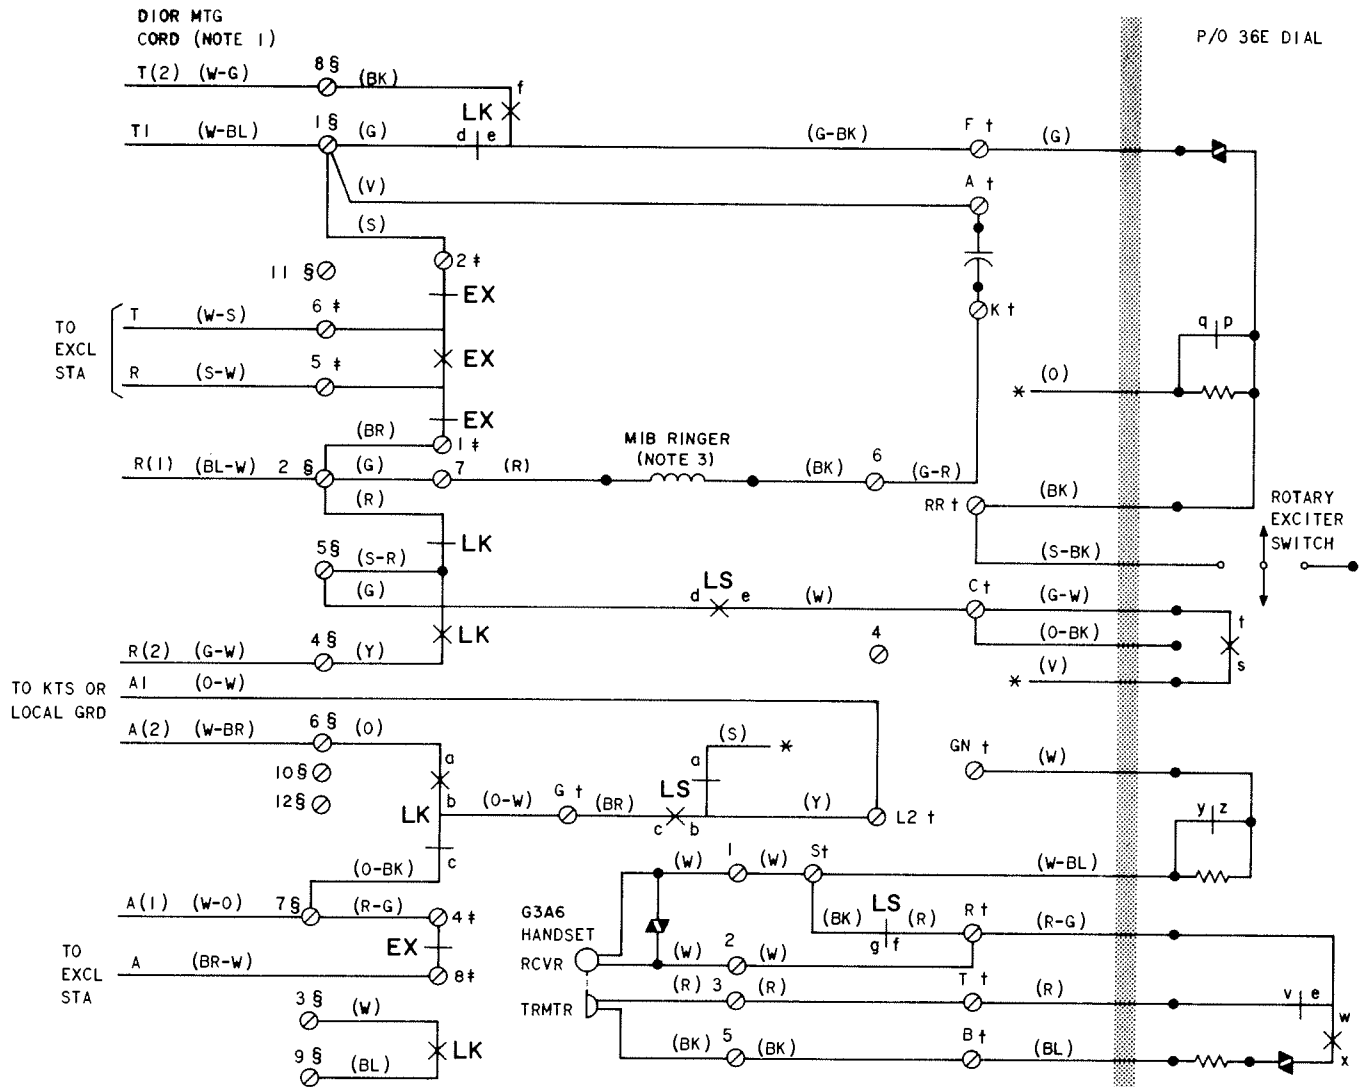 DIOR MTG
CORD (NOTE 1)
P/O 36E DIAL
T(2) (W-G) 8§ (BK) f
LK
T1 (W-BL) 1§ (G) d e (G-BK) F † (G)
(V) A †
(S)
2‡
11 § EX
TO
EXCL
STA
T (W-S) 6 ‡
K †
q p
EX
R (S-W) 5 ‡
* (O)
EX
(BR) 1‡
MIB RINGER
(NOTE 3)
R(1) (BL-W) 2 § (G) 7 (R) (BK) 6 (G-R)
(R)
RR † (BK)
ROTARY
EXCITER
SWITCH
LK
5§ (S-R) (S-BK)
(G) LS
d e (W) C † (G-W)
t
LK (O-BK)
s
4
R(2) (G-W) 4§ (Y) * (V)
TO KTS OR
LOCAL GRD
A1 (O-W)
A(2) (W-BR) 6§ (O) (S) *
a a
GN † (W)
10§
12§
LS
LK b (O-W) G † (BR) c b (Y) L2 †
y z
c
(O-BK) (W) 1 (W) S† (W-BL)
A(1) (W-O) 7§ (R-G) 4‡
G3A6
HANDSET
LS
(BK) (R) R † (R-G)
g f
EX
TO
EXCL
STA
A (BR-W) 8‡
RCVR (W) 2 (W)
3§ (W)
TRMTR (R) 3 (R) T † (R) v e
w
LK
9§ (BL) (BK) 5 (BK) B † (BL) x